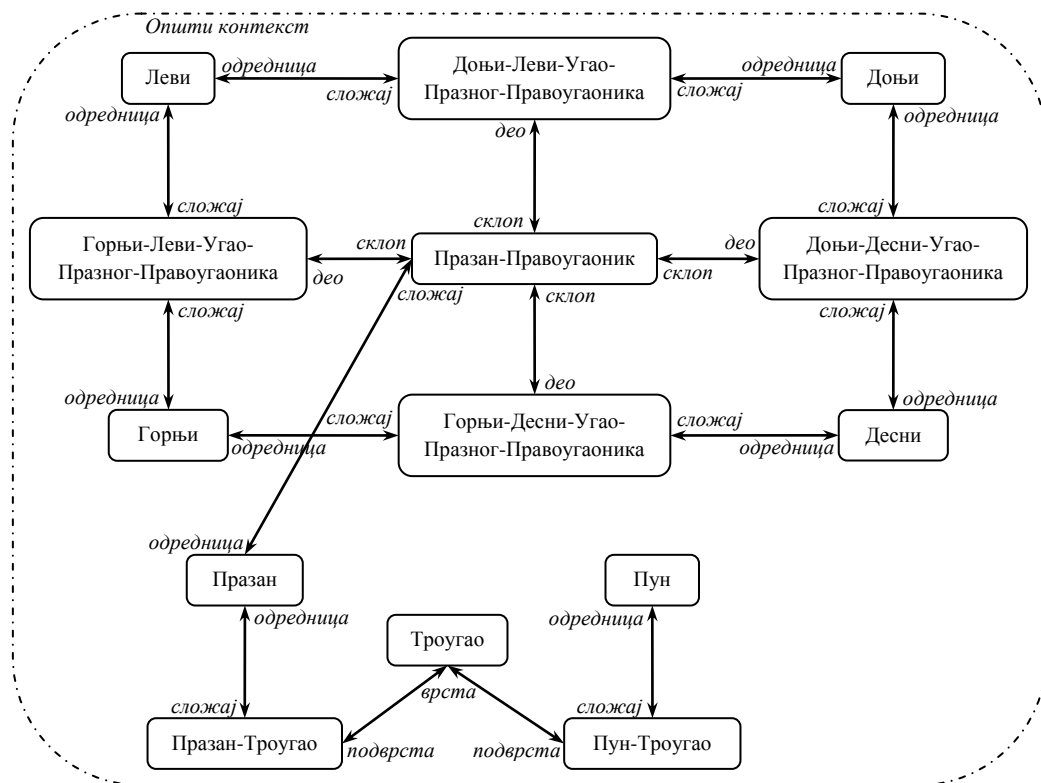 Општи контекст
Леви
одредница
сложај
Доњи-Леви-Угао-
Празног-Правоугаоника
одредница
сложај
Доњи
одредница
део
одредница
сложај
склоп
сложај
Горњи-Леви-Угао-
Празног-Правоугаоника
склоп
део
Празан-Правоугаоник
део
склоп
Доњи-Десни-Угао-
Празног-Правоугаоника
сложај
сложај
склоп
сложај
одредница
део
одредница
Горњи
сложај
одредница
Горњи-Десни-Угао-
Празног-Правоугаоника
сложај
одредница
Десни
одредница
Празан
Пун
одредница
одредница
Троугао
врста
сложај
сложај
Празан-Троугао
подврста
подврста
Пун-Троугао